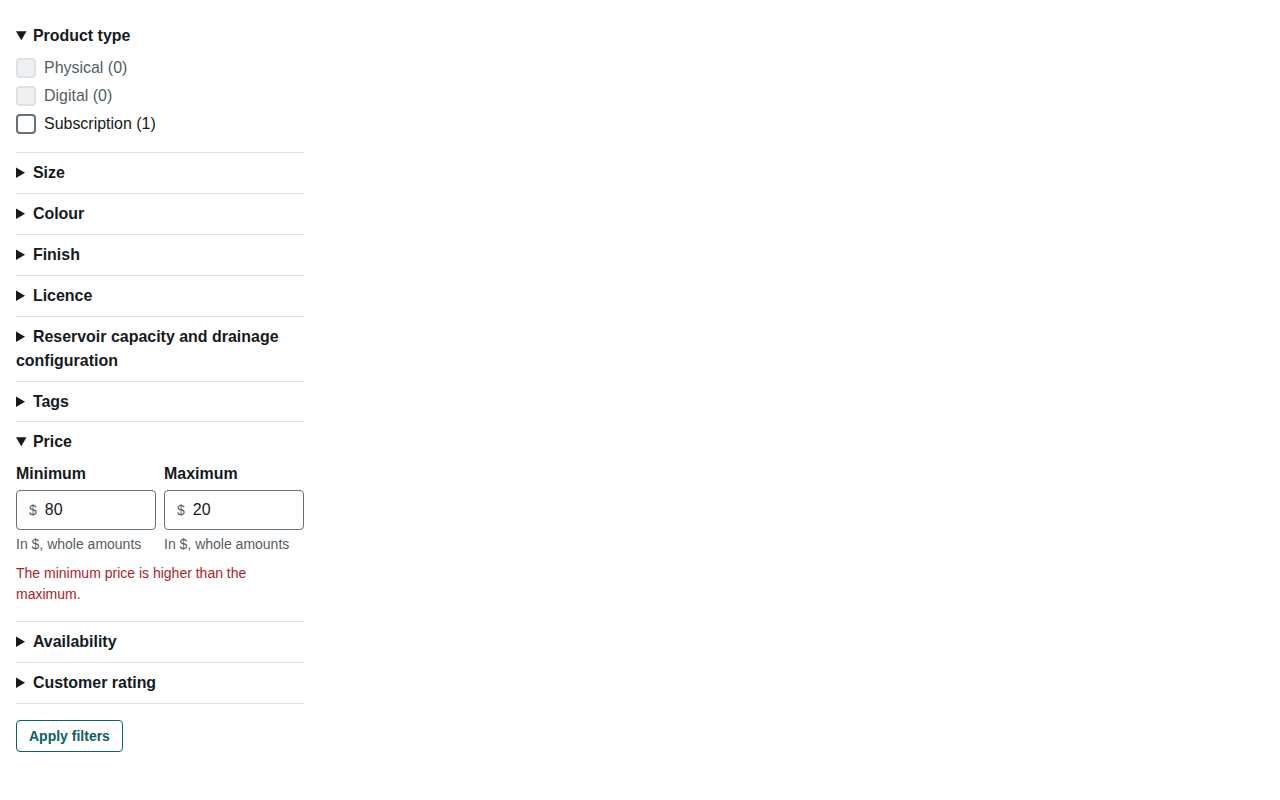 Product type
Physical (0)
Digital (0)
Subscription (1)
Size
Colour
Finish
Licence
Reservoir capacity and drainage
configuration
Tags
Price
Minimum Maximum
$ 80 $ 20
In $, whole amounts In $, whole amounts
The minimum price is higher than the
maximum.
Availability
Customer rating
Apply filters